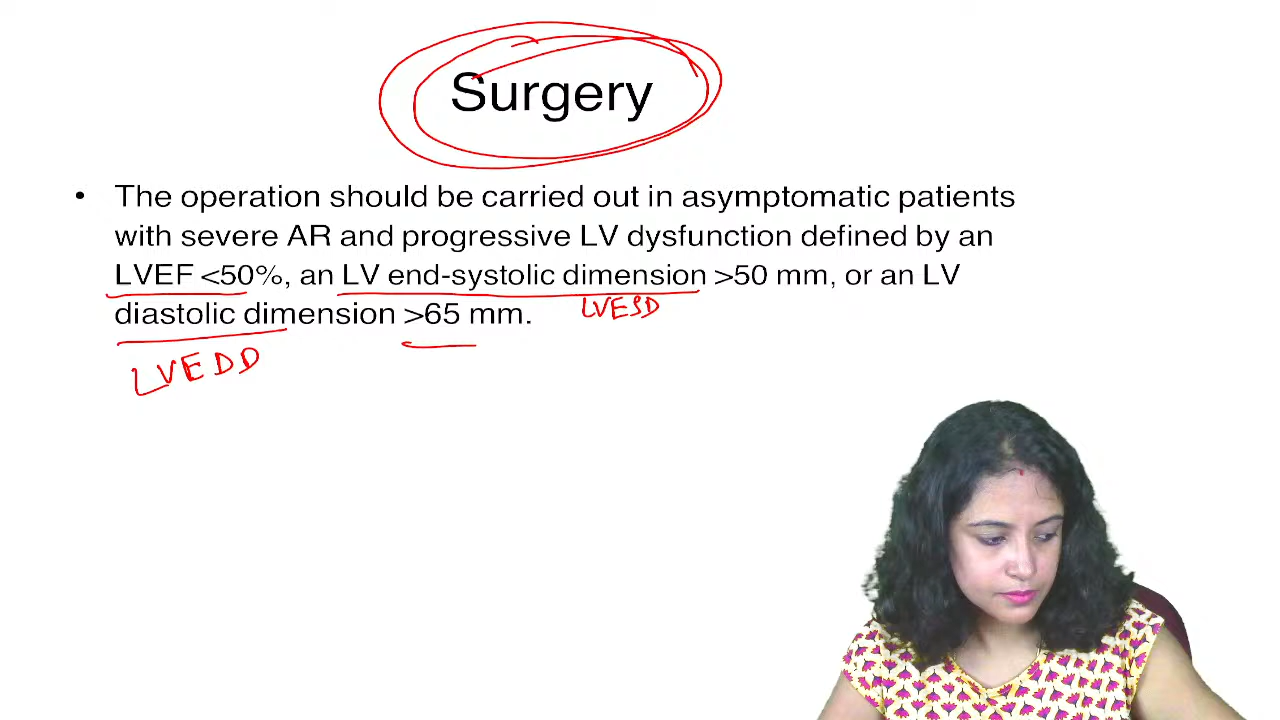 Surgery
• The operation should be carried out in asymptomatic patients
with severe AR and progressive LV dysfunction defined by an
LVEF <50%, an LV end-systolic dimension >50 mm, or an LV
diastolic dimension >65 mm.
LVESD
LVEDD